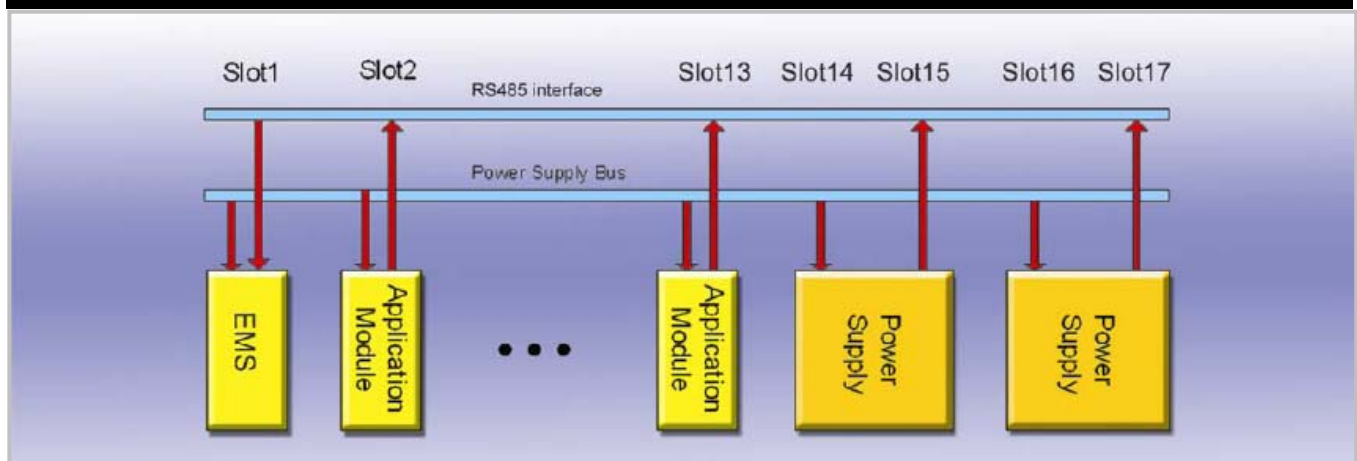 Slot1 Slot2 Slot13 Slot14 Slot15 Slot16 Slot17
RS485 interface
Power Supply Bus
EMS
Application
Module
Application
Module
Power
Supply
Power
Supply